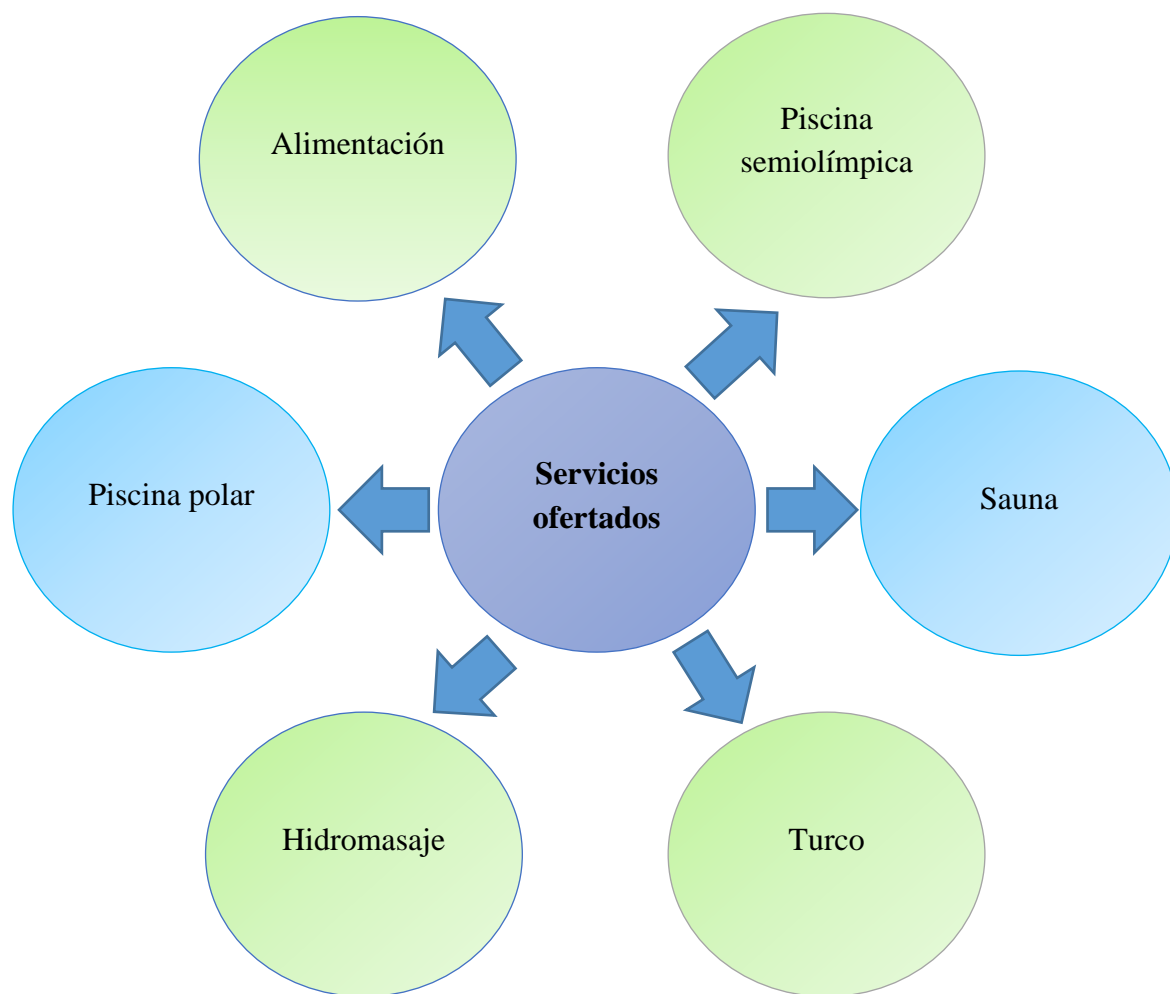 Alimentación
Piscina
semiolímpica
Piscina polar
Servicios
ofertados
Sauna
Hidromasaje
Turco